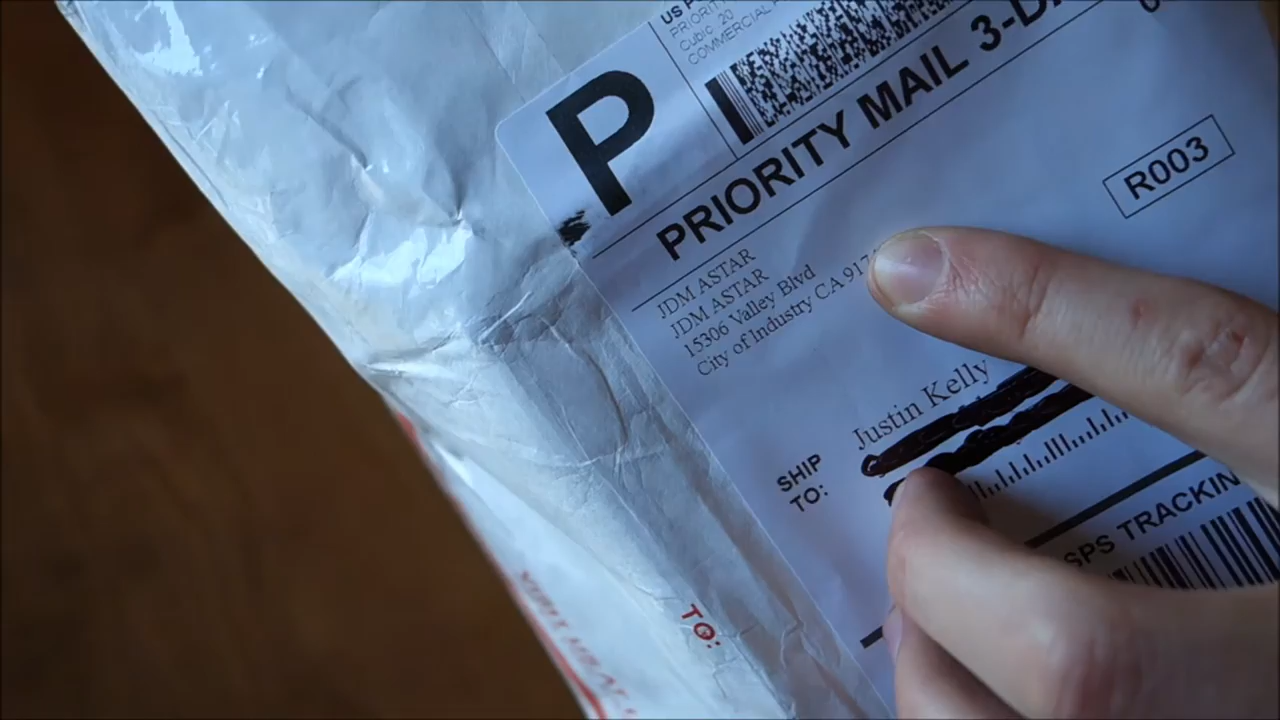 P
US P
PRIORIT
Cubic 20
COMMERCIAL P
PRIORITY MAIL 3-D
R003
JDM ASTAR
JDM ASTAR
15306 Valley Blvd
City of Industry CA 917
Justin Kelly
SHIP
TO:
SPS TRACKIN
TO: